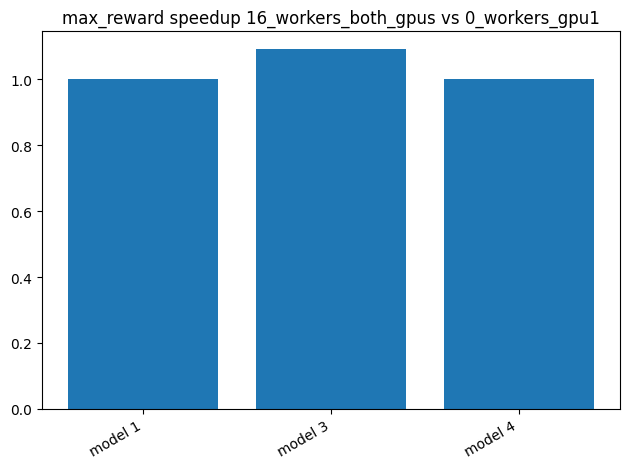 max_reward speedup 16_workers_both_gpus vs 0_workers_gpu1
1.0
0.8
0.6
0.4
0.2
0.0
model 1
model 3
model 4